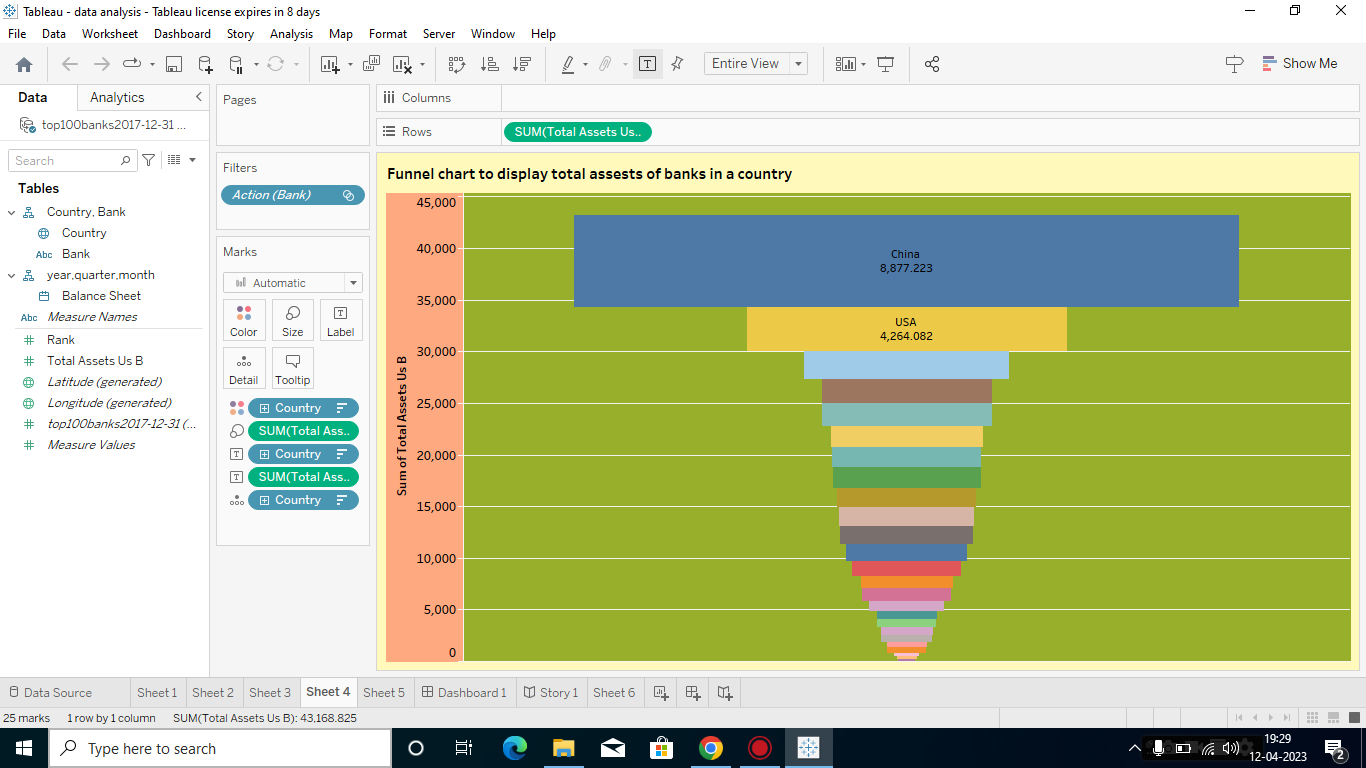 Tableau - data analysis - Tableau license expires in 8 days
File Data Worksheet Dashboard Story Analysis Map Format Server Window Help
Entire View
Show Me
Data Analytics
top100banks2017-12-31 ...
Search
Tables
Country, Bank
Country
Abc Bank
year,quarter,month
Balance Sheet
Abc Measure Names
Rank
Total Assets Us B
Latitude (generated)
Longitude (generated)
top100banks2017-12-31 (...
Measure Values
Pages
Filters
Action (Bank)
Marks
Automatic
Color Size Label
Detail Tooltip
Country
SUM(Total Ass..
Country
SUM(Total Ass..
Country
Columns
Rows SUM(Total Assets Us..
Funnel chart to display total assests of banks in a country
Sum of Total Assets Us B
45,000
40,000
35,000
30,000
25,000
20,000
15,000
10,000
5,000
0
China
8,877.223
USA
4,264.082
Data Source Sheet 1 Sheet 2 Sheet 3 Sheet 4 Sheet 5 Dashboard 1 Story 1 Sheet 6
25 marks 1 row by 1 column SUM(Total Assets Us B): 43,168.825
Type here to search
19:29
12-04-2023
2